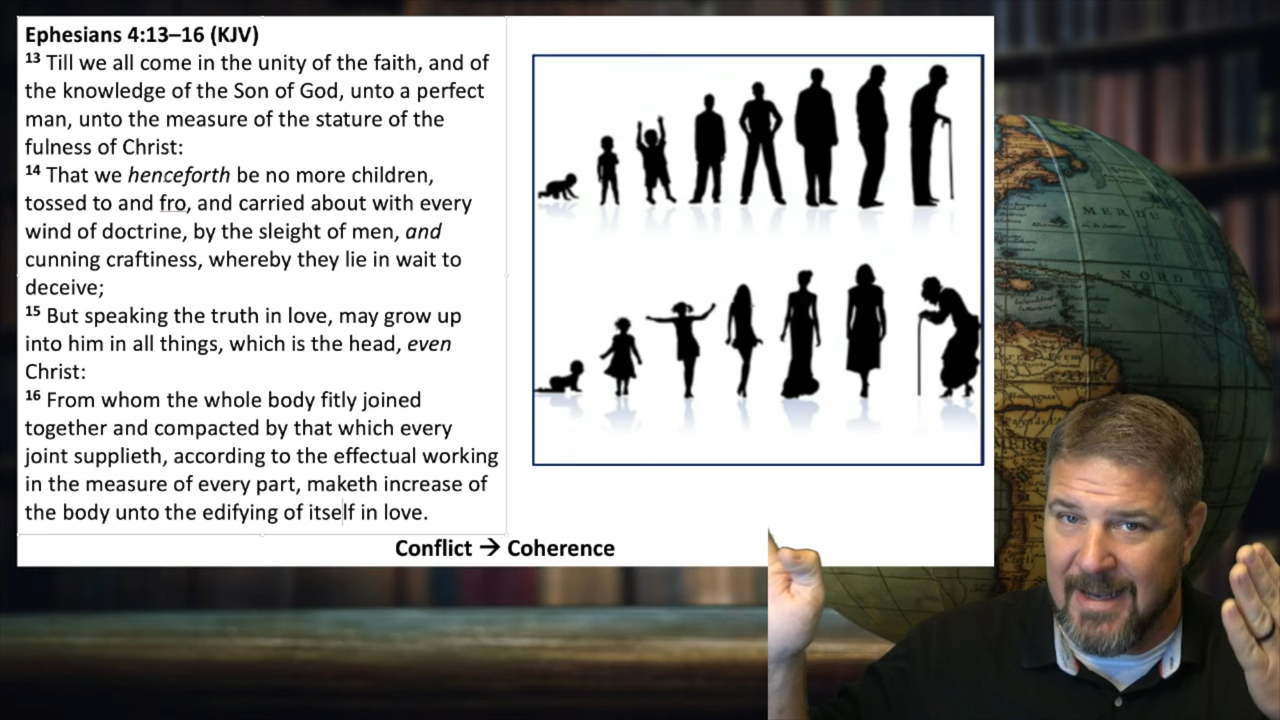 Ephesians 4:13–16 (KJV)
13 Till we all come in the unity of the faith, and of
the knowledge of the Son of God, unto a perfect
man, unto the measure of the stature of the
fulness of Christ:
14 That we henceforth be no more children,
tossed to and fro, and carried about with every
wind of doctrine, by the sleight of men, and
cunning craftiness, whereby they lie in wait to
deceive;
15 But speaking the truth in love, may grow up
into him in all things, which is the head, even
Christ:
16 From whom the whole body fitly joined
together and compacted by that which every
joint supplieth, according to the effectual working
in the measure of every part, maketh increase of
the body unto the edifying of itself in love.
Conflict → Coherence
MER DU
NORD